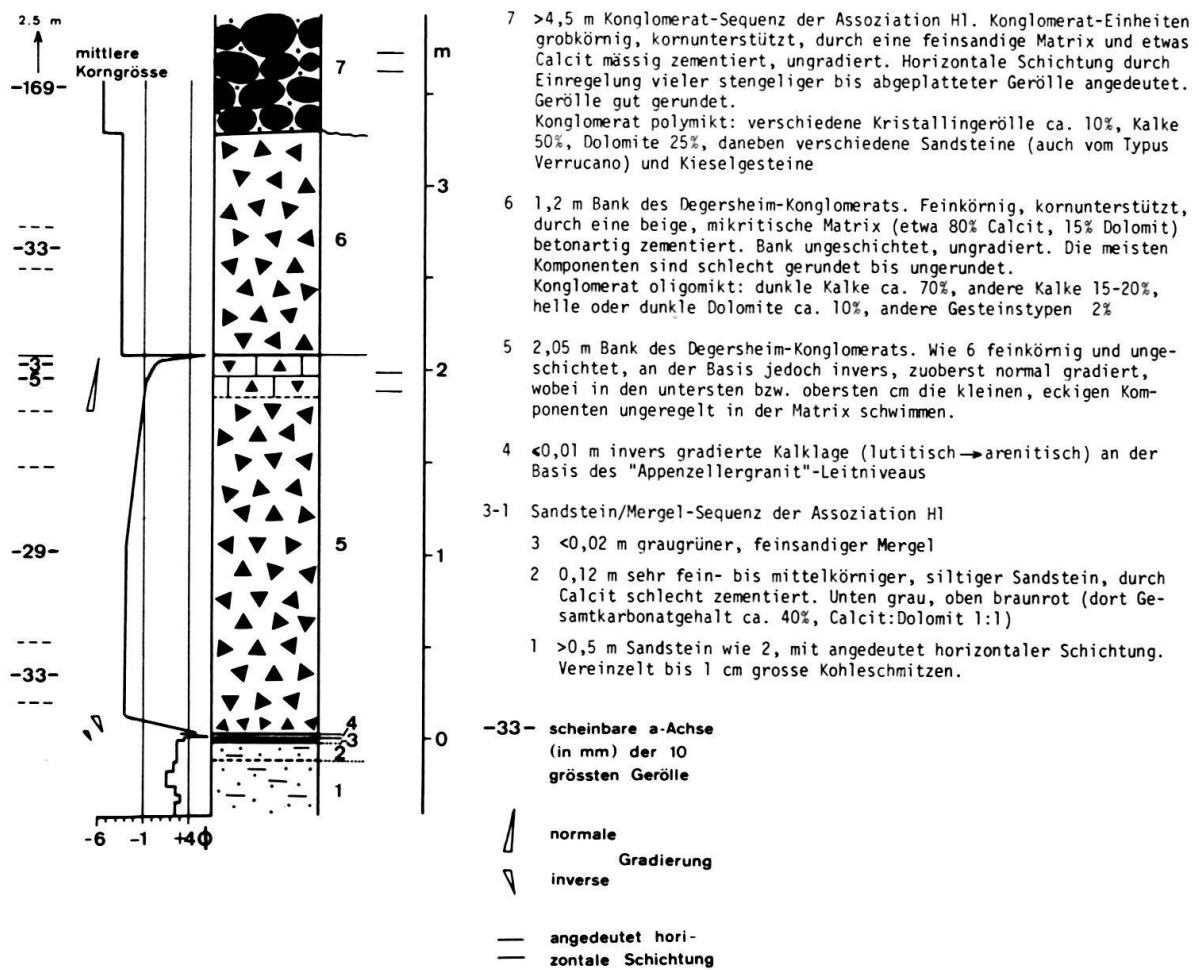 2.5 m
mittlere
Korngrösse
-169-
-33-
-3-
-5-
-29-
-33-
-6 -1 +4ϕ
7
6
5
4
3
2
1
m
3
2
1
0
7 >4,5 m Konglomerat-Sequenz der Assoziation H1. Konglomerat-Einheiten
grobkörnig, kornunterstützt, durch eine feinsandige Matrix und etwas
Calcit mässig zementiert, ungradiert. Horizontale Schichtung durch
Einregelung vieler stengeliger bis abgeplatteter Gerölle angedeutet.
Gerölle gut gerundet.
Konglomerat polymikt: verschiedene Kristallingerölle ca. 10%, Kalke
50%, Dolomite 25%, daneben verschiedene Sandsteine (auch vom Typus
Verrucano) und Kieselgesteine
6 1,2 m Bank des Degersheim-Konglomerats. Feinkörnig, kornunterstützt,
durch eine beige, mikritische Matrix (etwa 80% Calcit, 15% Dolomit)
betonartig zementiert. Bank ungeschichtet, ungradiert. Die meisten
Komponenten sind schlecht gerundet bis ungerundet.
Konglomerat oligomikt: dunkle Kalke ca. 70%, andere Kalke 15-20%,
helle oder dunkle Dolomite ca. 10%, andere Gesteinstypen 2%
5 2,05 m Bank des Degersheim-Konglomerats. Wie 6 feinkörnig und unge-
schichtet, an der Basis jedoch invers, zuoberst normal gradiert,
wobei in den untersten bzw. obersten cm die kleinen, eckigen Kom-
ponenten ungeregelt in der Matrix schwimmen.
4 <0,01 m invers gradierte Kalklage (lutitisch→arenitisch) an der
Basis des "Appenzellergranit"-Leitniveaus
3-1 Sandstein/Mergel-Sequenz der Assoziation H1
3 <0,02 m graugrüner, feinsandiger Mergel
2 0,12 m sehr fein- bis mittelkörniger, siltiger Sandstein, durch
Calcit schlecht zementiert. Unten grau, oben braunrot (dort Ge-
samtkarbonatgehalt ca. 40%, Calcit:Dolomit 1:1)
1 >0,5 m Sandstein wie 2, mit angedeutet horizontaler Schichtung.
Vereinzelt bis 1 cm grosse Kohleschmitzen.
-33- scheinbare a-Achse
(in mm) der 10
grössten Gerölle
normale
Gradierung
inverse
angedeutet hori-
zontale Schichtung